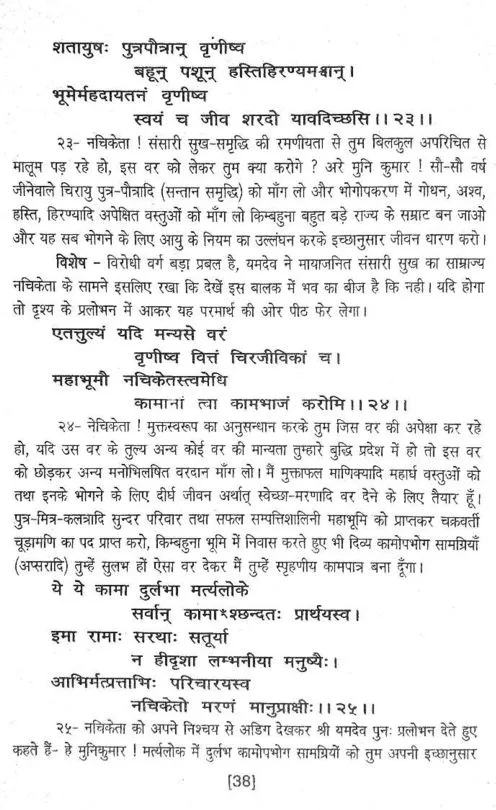 शतायुषः पुत्रपौत्रान् वृणीष्व
बहून् पशून् हस्तिहिरण्यमश्वान्।
भूमेर्महदायतनं वृणीष्व
स्वयं च जीव शरदो यावदिच्छसि।।२३।।
२३- नचिकेता ! संसारी सुख-समृद्धि की रमणीयता से तुम बिलकुल अपरिचित से
मालूम पड़ रहे हो, इस वर को लेकर तुम क्या करोगे ? अरे मुनि कुमार ! सौ-सौ वर्ष
जीनेवाले चिरायु पुत्र-पौत्रादि (सन्तान समृद्धि) को माँग लो और भोगोपकरण में गोधन, अश्व,
हस्ति, हिरण्यादि अपेक्षित वस्तुओं को माँग लो किम्बहुना बहुत बड़े राज्य के सम्राट बन जाओ
और यह सब भोगने के लिए आयु के नियम का उल्लंघन करके इच्छानुसार जीवन धारण करो।
विशेष – विरोधी वर्ग बड़ा प्रबल है, यमदेव ने मायाजनित संसारी सुख का साम्राज्य
नचिकेता के सामने इसलिए रखा कि देखें इस बालक में भव का बीज है कि नही। यदि होगा
तो दृश्य के प्रलोभन में आकर यह परमार्थ की ओर पीठ फेर लेगा।
एतत्तुल्यं यदि मन्यसे वरं
वृणीष्व वित्तं चिरजीविकां च।
महाभूमौ नचिकेतस्त्वमेधि
कामानां त्वा कामभाजं करोमि।।२४।।
२४- नेचिकेता ! मुक्तस्वरूप का अनुसन्धान करके तुम जिस वर की अपेक्षा कर रहे
हो, यदि उस वर के तुल्य अन्य कोई वर की मान्यता तुम्हारे बुद्धि प्रदेश में हो तो इस वर
को छोड़कर अन्य मनोभिलषित वरदान माँग लो। मैं मुक्ताफल माणिक्यादि महार्घ वस्तुओं को
तथा इनके भोगने के लिए दीर्घ जीवन अर्थात् स्वेच्छा-मरणादि वर देने के लिए तैयार हूँ।
पुत्र-मित्र-कलत्रादि सुन्दर परिवार तथा सफल सम्पत्तिशालिनी महाभूमि को प्राप्तकर चक्रवर्ती
चूड़ामणि का पद प्राप्त करो, किम्बहुना भूमि में निवास करते हुए भी दिव्य कामोपभोग सामग्रियाँ
(अप्सरादि) तुम्हें सुलभ हों ऐसा वर देकर मैं तुम्हें स्पृहणीय कामपात्र बना दूँगा।
ये ये कामा दुर्लभा मर्त्यलोके
सर्वान् कामाꣳश्छन्दतः प्रार्थयस्व।
इमा रामाः सरथाः सतूर्या
न हीदृशा लम्भनीया मनुष्यैः।
आभिर्मत्प्रत्ताभिः परिचारयस्व
नचिकेतो मरणं मानुप्राक्षीः।।२५।।
२५- नचिकेता को अपने निश्चय से अडिग देखकर श्री यमदेव पुनः प्रलोभन देते हुए
कहते हैं- हे मुनिकुमार ! मर्त्यलोक में दुर्लभ कामोपभोग सामग्रियों को तुम अपनी इच्छानुसार
[38]